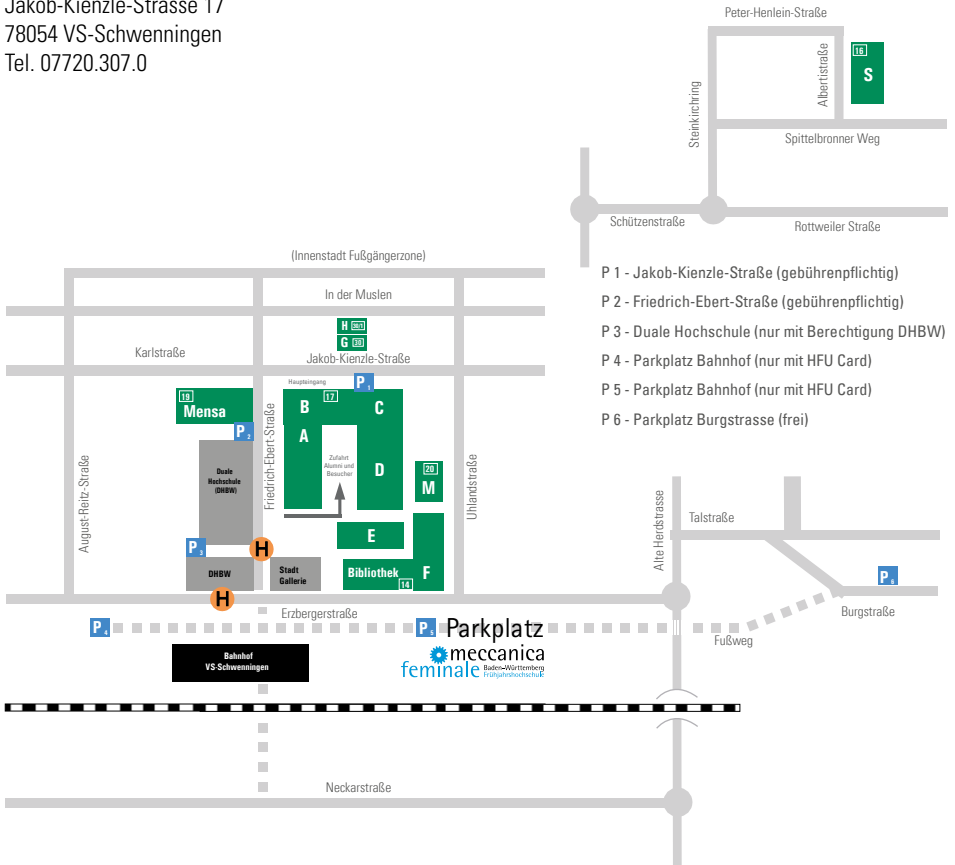 Jakob-Kienzle-Strasse 17
78054 VS-Schwenningen
Tel. 07720.307.0
Peter-Henlein-Straße
Steinkirchring
Albertistraße
16
S
Spittelbronner Weg
Schützenstraße
Rottweiler Straße
(Innenstadt Fußgängerzone)
In der Muslen
P 1 - Jakob-Kienzle-Straße (gebührenpflichtig)
P 2 - Friedrich-Ebert-Straße (gebührenpflichtig)
P 3 - Duale Hochschule (nur mit Berechtigung DHBW)
P 4 - Parkplatz Bahnhof (nur mit HFU Card)
P 5 - Parkplatz Bahnhof (nur mit HFU Card)
P 6 - Parkplatz Burgstrasse (frei)
H 30/1
G 30
Karlstraße
Jakob-Kienzle-Straße
Haupteingang
P 1
19
Mensa
17
B
C
A
P 2
Friedrich-Ebert-Straße
Zufahrt
Alumni und
Besucher
D
20
M
Duale
Hochschule
(DHBW)
August-Reitz-Straße
Uhlandstraße
E
P 3
H
DHBW
Stadt
Gallerie
Bibliothek
14
F
H
Erzbergerstraße
Alte Herdstrasse
Talstraße
P 6
Burgstraße
Fußweg
P 4
P 5
Parkplatz
meccanica
feminale
Baden-Württemberg
Frühjahrshochschule
Bahnhof
VS-Schwenningen
Neckarstraße